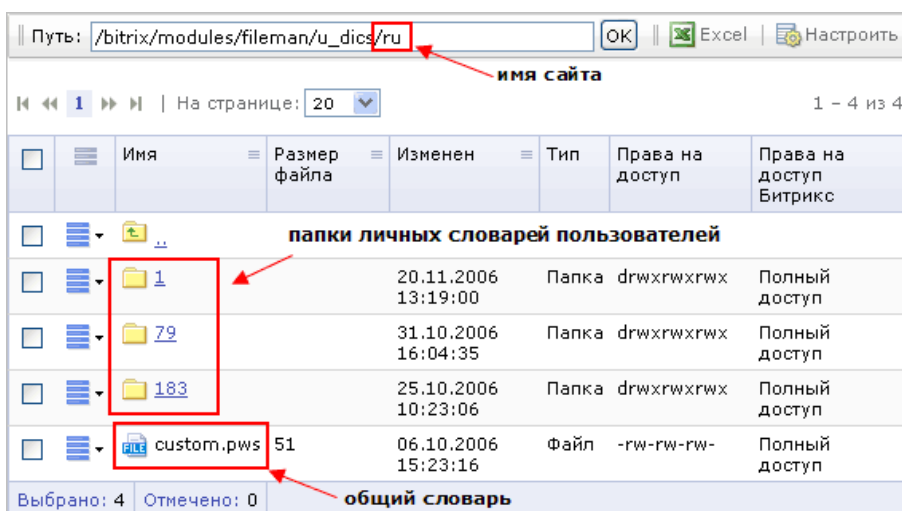 Путь: /bitrix/modules/fileman/u_dics/ru OK Excel Настроить
имя сайта
1 | На странице: 20 1 – 4 из 4
Имя Размер файла Изменен Тип Права на доступ Права на доступ Битрикс
.. папки личных словарей пользователей
1 20.11.2006 13:19:00 Папка drwxrwxrwx Полный доступ
79 31.10.2006 16:04:35 Папка drwxrwxrwx Полный доступ
183 25.10.2006 10:23:06 Папка drwxrwxrwx Полный доступ
FILE custom.pws 51 06.10.2006 15:23:16 Файл -rw-rw-rw- Полный доступ
Выбрано: 4 Отмечено: 0 общий словарь